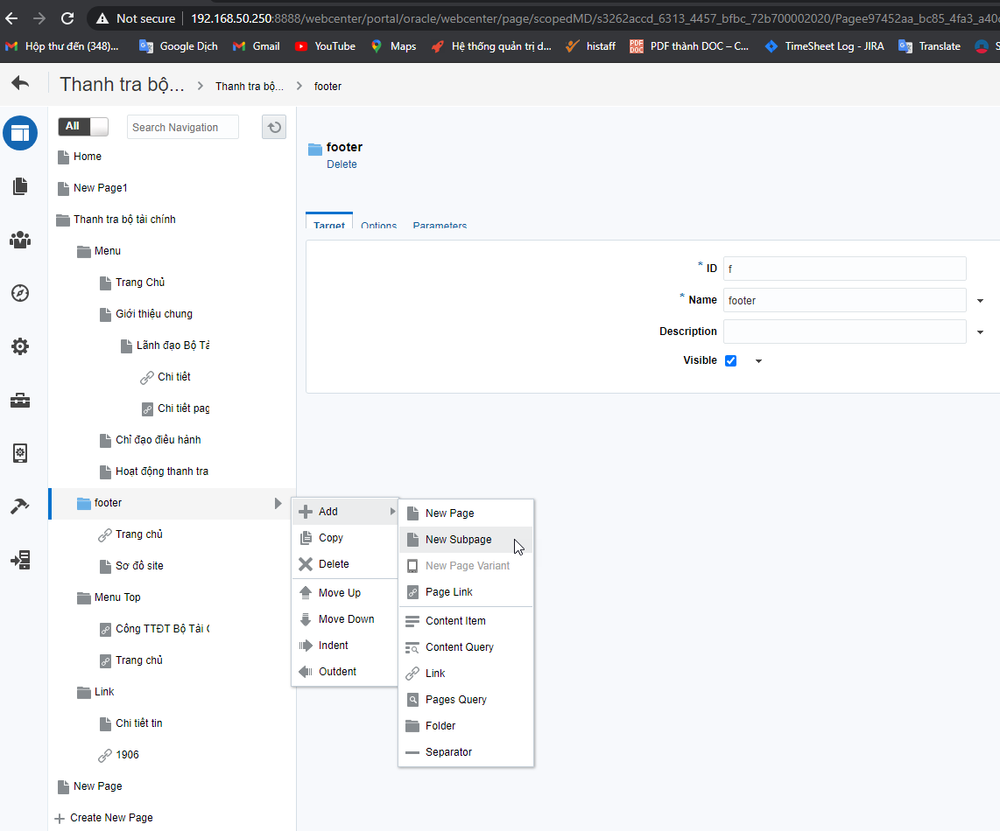 Not secure
192.168.50.250:8888/webcenter/portal/oracle/webcenter/page/scopedMD/s3262accd_6313_4457_bfbc_72b700002020/Pagee97452aa_bc85_4fa3_a40
Hộp thư đến (348)...
Google Dịch
Gmail
YouTube
Maps
Hệ thống quản trị d...
histaff
PDF DOC
PDF thành DOC – C...
TimeSheet Log - JIRA
Translate
S
Thanh tra bộ...
Thanh tra bộ...
footer
All
Search Navigation
Home
New Page1
Thanh tra bộ tài chính
Menu
Trang Chủ
Giới thiệu chung
Lãnh đạo Bộ Tà
Chi tiết
Chi tiết pag
Chỉ đạo điều hành
Hoạt động thanh tra
footer
Trang chủ
Sơ đồ site
Menu Top
Cổng TTĐT Bộ Tài C
Trang chủ
Link
Chi tiết tin
1906
New Page
Create New Page
footer
Delete
Target
Options
Parameters
* ID
f
* Name
footer
Description
Visible
Add
Copy
Delete
Move Up
Move Down
Indent
Outdent
New Page
New Subpage
New Page Variant
Page Link
Content Item
Content Query
Link
Pages Query
Folder
Separator